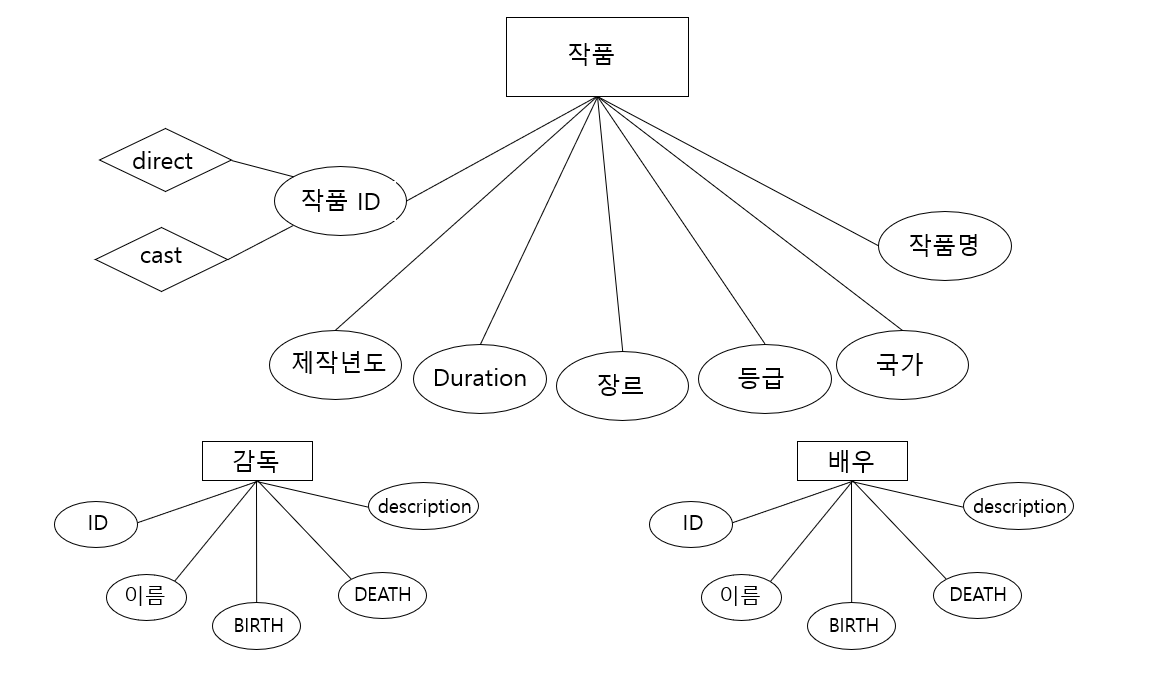 작품
direct
작품 ID
cast
작품명
제작년도
Duration
장르
등급
국가
감독
ID
이름
BIRTH
DEATH
description
배우
ID
이름
BIRTH
DEATH
description